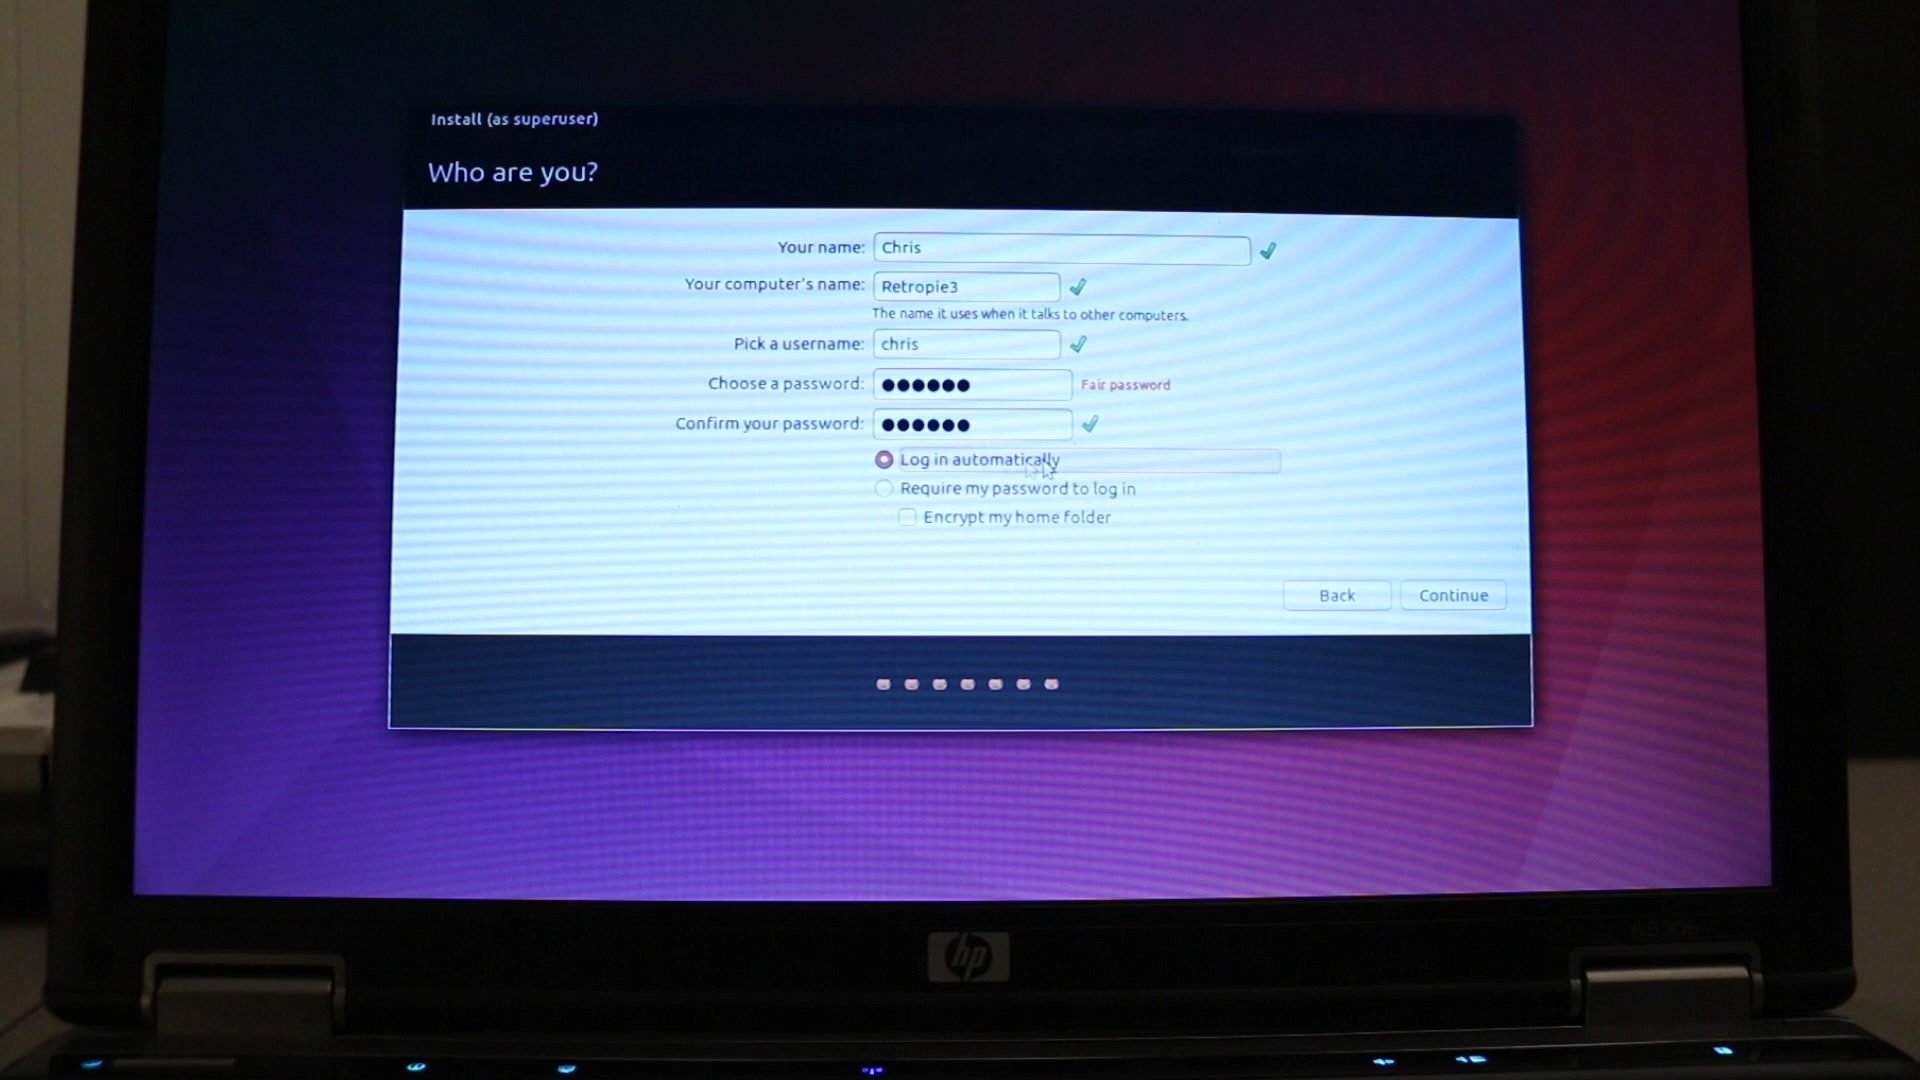 Install (as superuser)
Who are you?
Your name: Chris
Your computer's name: Retropie3
The name it uses when it talks to other computers.
Pick a username: chris
Choose a password: ●●●●●● Fair password
Confirm your password: ●●●●●●
Log in automatically
Require my password to log in
Encrypt my home folder
Back Continue
hp
6530b